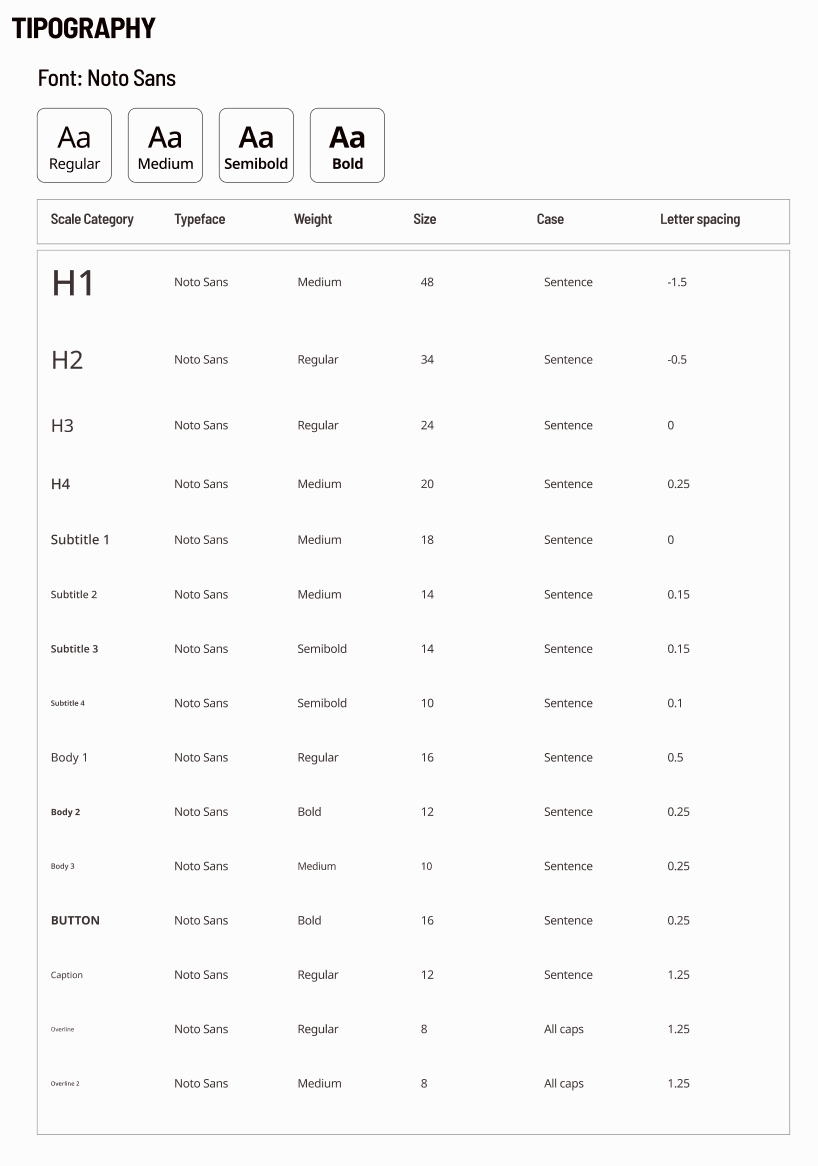 TIPOGRAPHY
Font: Noto Sans
Aa Aa Aa Aa
Regular Medium Semibold Bold
Scale Category Typeface Weight Size Case Letter spacing
H1 Noto Sans Medium 48 Sentence -1.5
H2 Noto Sans Regular 34 Sentence -0.5
H3 Noto Sans Regular 24 Sentence 0
H4 Noto Sans Medium 20 Sentence 0.25
Subtitle 1 Noto Sans Medium 18 Sentence 0
Subtitle 2 Noto Sans Medium 14 Sentence 0.15
Subtitle 3 Noto Sans Semibold 14 Sentence 0.15
Subtitle 4 Noto Sans Semibold 10 Sentence 0.1
Body 1 Noto Sans Regular 16 Sentence 0.5
Body 2 Noto Sans Bold 12 Sentence 0.25
Body 3 Noto Sans Medium 10 Sentence 0.25
BUTTON Noto Sans Bold 16 Sentence 0.25
Caption Noto Sans Regular 12 Sentence 1.25
Overline Noto Sans Regular 8 All caps 1.25
Overline 2 Noto Sans Medium 8 All caps 1.25